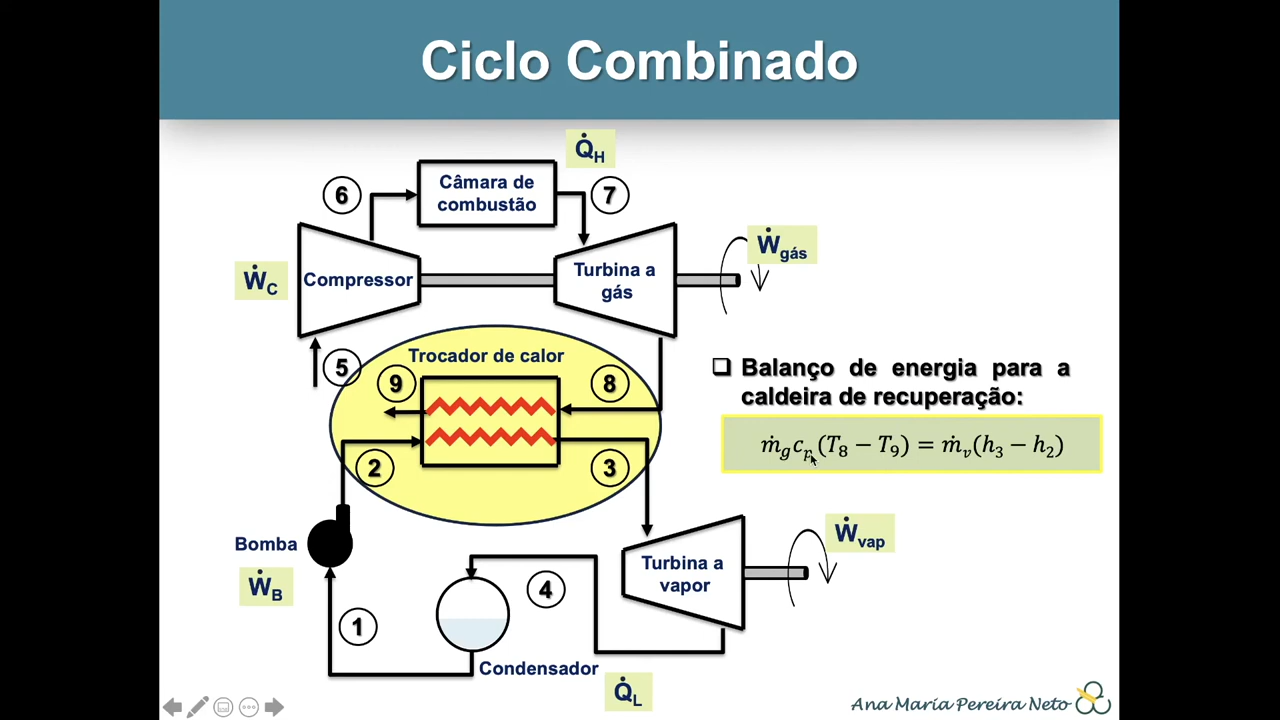 Ciclo Combinado
Q̇H
6
Câmara de
combustão
7
ẆC
Compressor
Turbina a
gás
Ẇgás
5
Trocador de calor
9
8
2
3
❑ Balanço de energia para a
caldeira de recuperação:
ṁg cp (T8 − T9) = ṁv(h3 − h2)
Bomba
ẆB
1
4
Condensador
Q̇L
Turbina a
vapor
Ẇvap
Ana Maria Pereira Neto